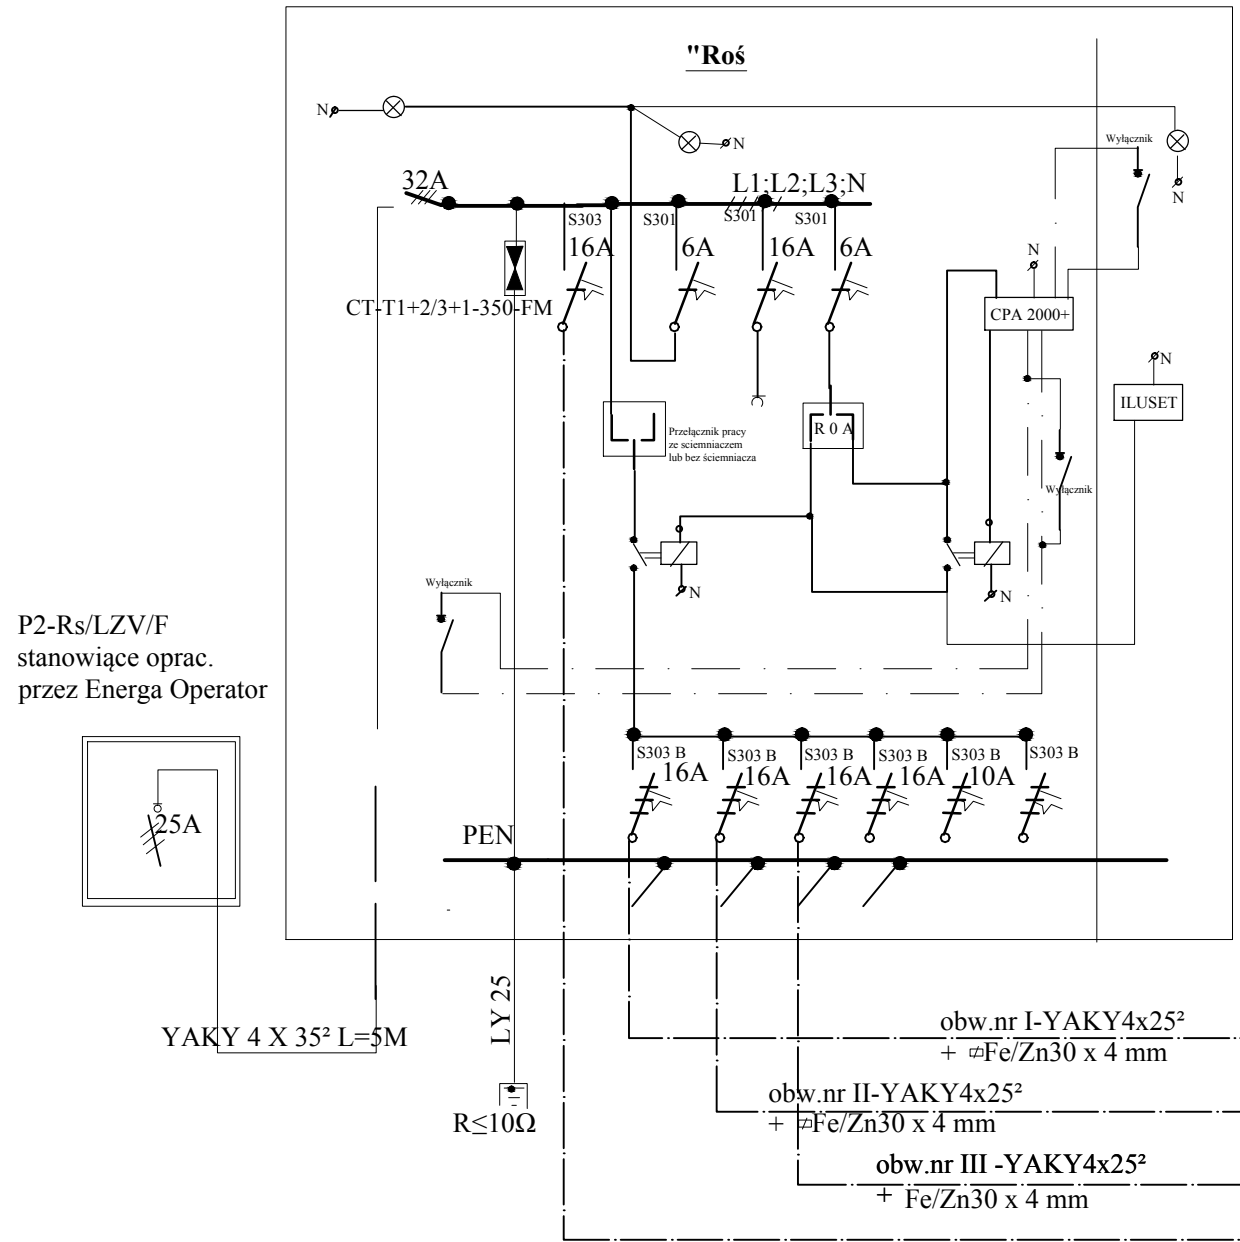 "Roś
N
N
Wyłącznik
N
32A
L1;L2;L3;N
S303
S301
S301
S301
16A
6A
16A
6A
N
CT-T1+2/3+1-350-FM
CPA 2000+
N
ILUSET
Przełącznik pracy
ze sciemniaczem
lub bez ściemniacza
R 0 A
Wyłącznik
Wyłącznik
N
N
P2-Rs/LZV/F
stanowiące oprac.
przez Energa Operator
S303 B
S303 B
S303 B
S303 B
S303 B
S303 B
16A
16A
16A
16A
10A
25A
PEN
LY 25
YAKY 4 X 35² L=5M
R≤10Ω
obw.nr I-YAKY4x25²
+ Fe/Zn30 x 4 mm
obw.nr II-YAKY4x25²
+ Fe/Zn30 x 4 mm
obw.nr III -YAKY4x25²
+ Fe/Zn30 x 4 mm